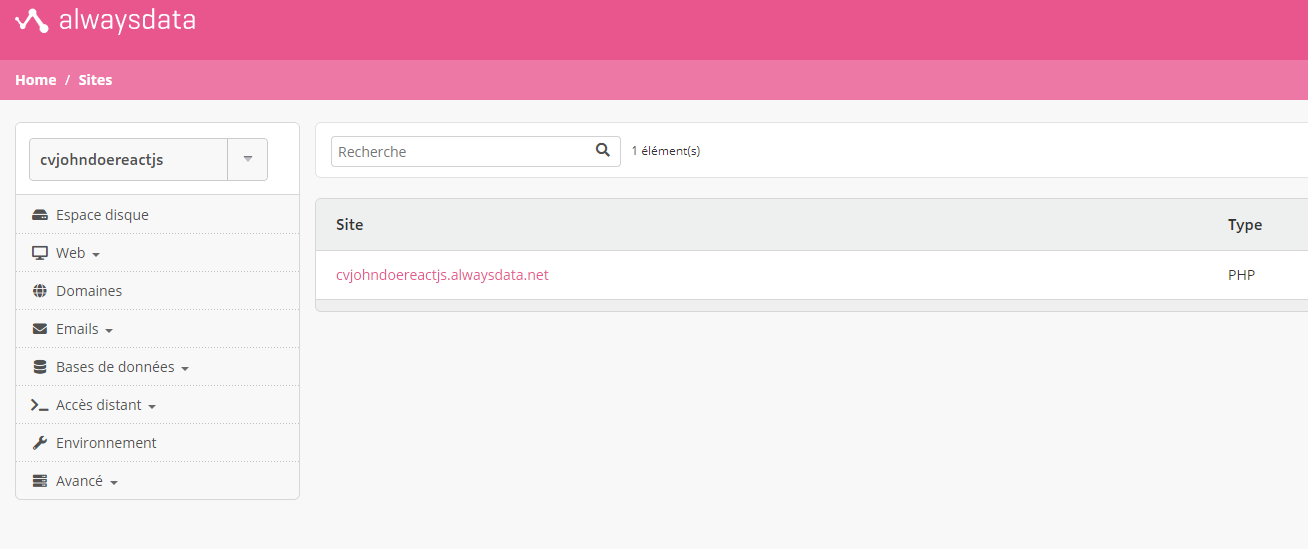 alwaysdata
Home / Sites
cvjohndoereactjs
Espace disque
Web
Domaines
Emails
Bases de données
Accès distant
Environnement
Avancé
Recherche
1 élément(s)
Site Type
cvjohndoereactjs.alwaysdata.net PHP